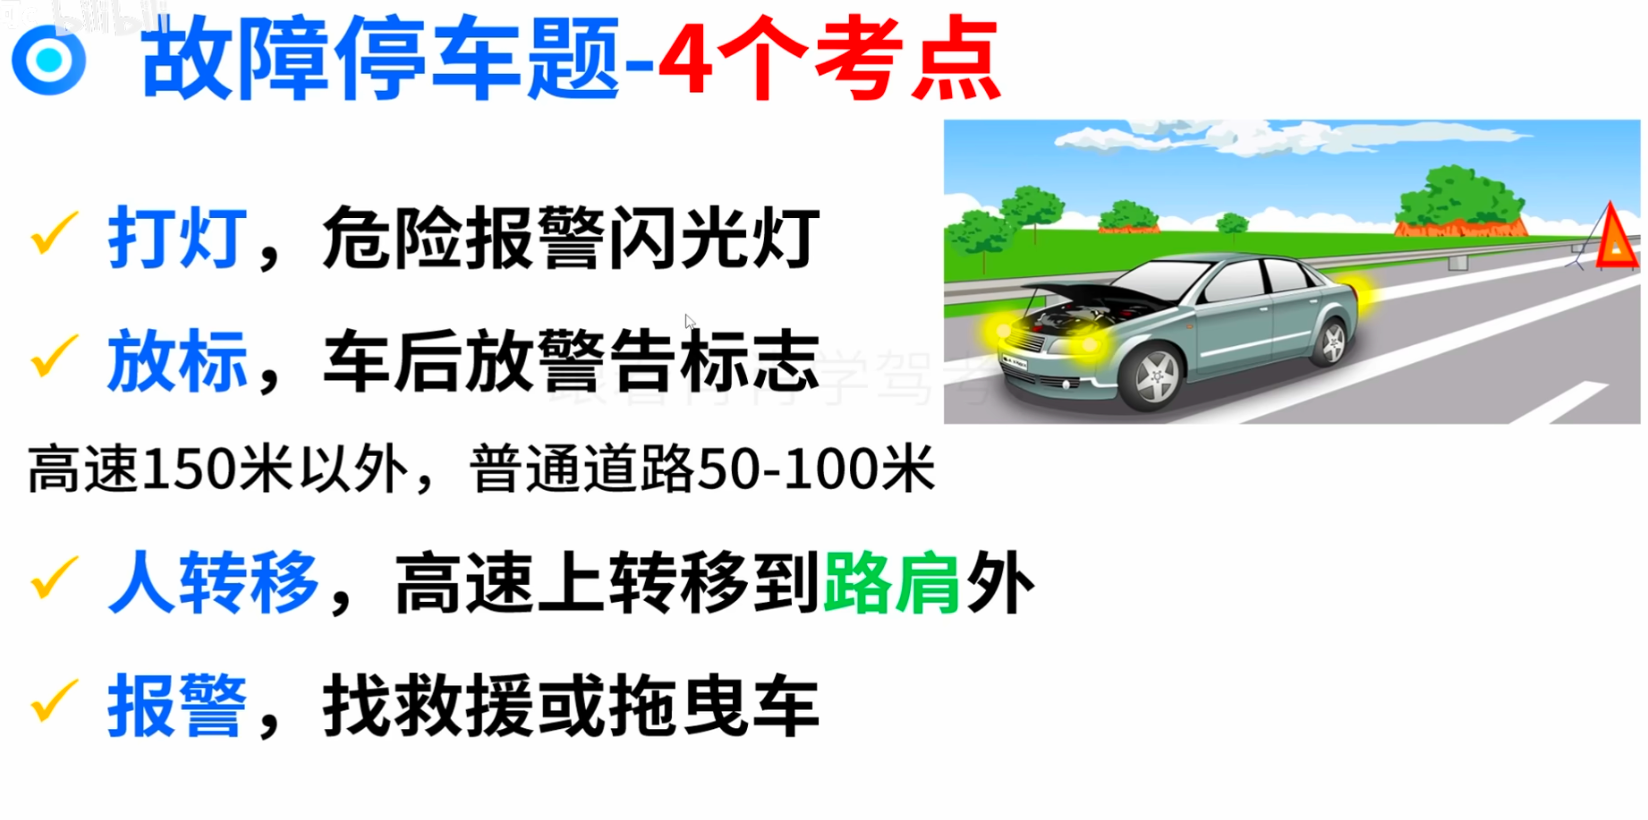 bilibili
故障停车题-4个考点
打灯，危险报警闪光灯
放标，车后放警告标志
高速150米以外，普通道路50-100米
人转移，高速上转移到路肩外
报警，找救援或拖曳车